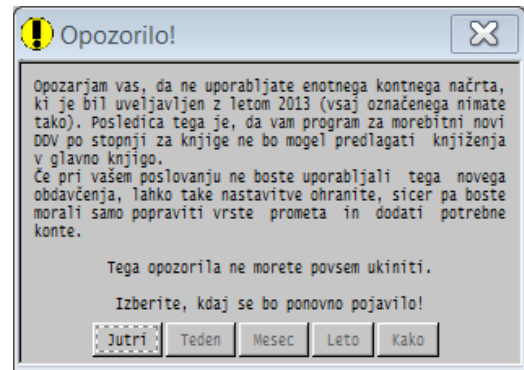 Opozorilo!
Opozarjam vas, da ne uporabljate enotnega kontnega načrta,
ki je bil uveljavljen z letom 2013 (vsaj označenega nimate
tako). Posledica tega je, da vam program za morebitni novi
DDV po stopnji za knjige ne bo mogel predlagati knjiženja
v glavno knjigo.
Če pri vašem poslovanju ne boste uporabljali tega novega
obdavčenja, lahko take nastavitve ohranite, sicer pa boste
morali samo popraviti vrste prometa in dodati potrebne
konte.
Tega opozorila ne morete povsem ukiniti.
Izberite, kdaj se bo ponovno pojavilo!
Jutri Teden Mesec Leto Kako